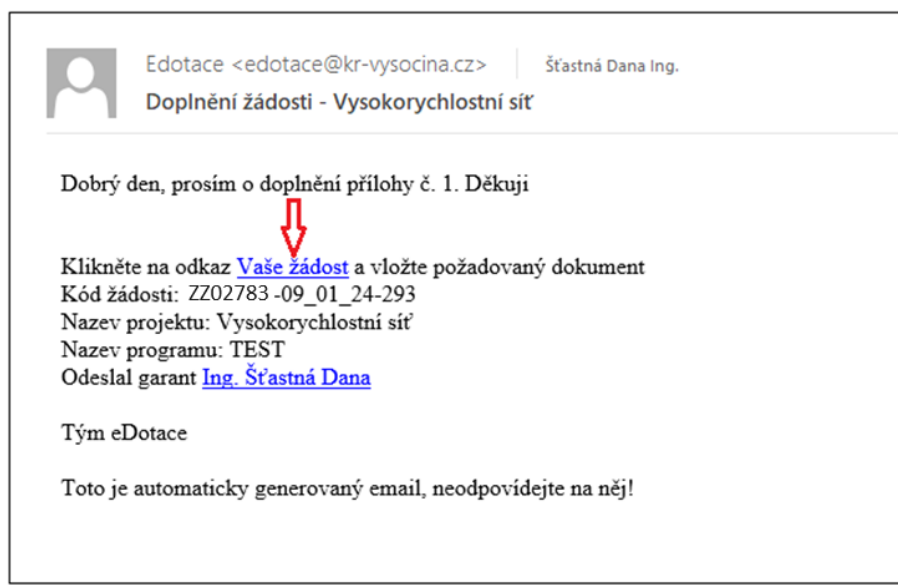 Edotace <edotace@kr-vysocina.cz> Šťastná Dana Ing.
Doplnění žádosti - Vysokorychlostní síť
Dobrý den, prosím o doplnění přílohy č. 1. Děkuji
Klikněte na odkaz Vaše žádost a vložte požadovaný dokument
Kód žádosti: ZZ02783-09_01_24-293
Nazev projektu: Vysokorychlostní síť
Nazev programu: TEST
Odeslal garant Ing. Šťastná Dana
Tým eDotace
Toto je automaticky generovaný email, neodpovídejte na něj!